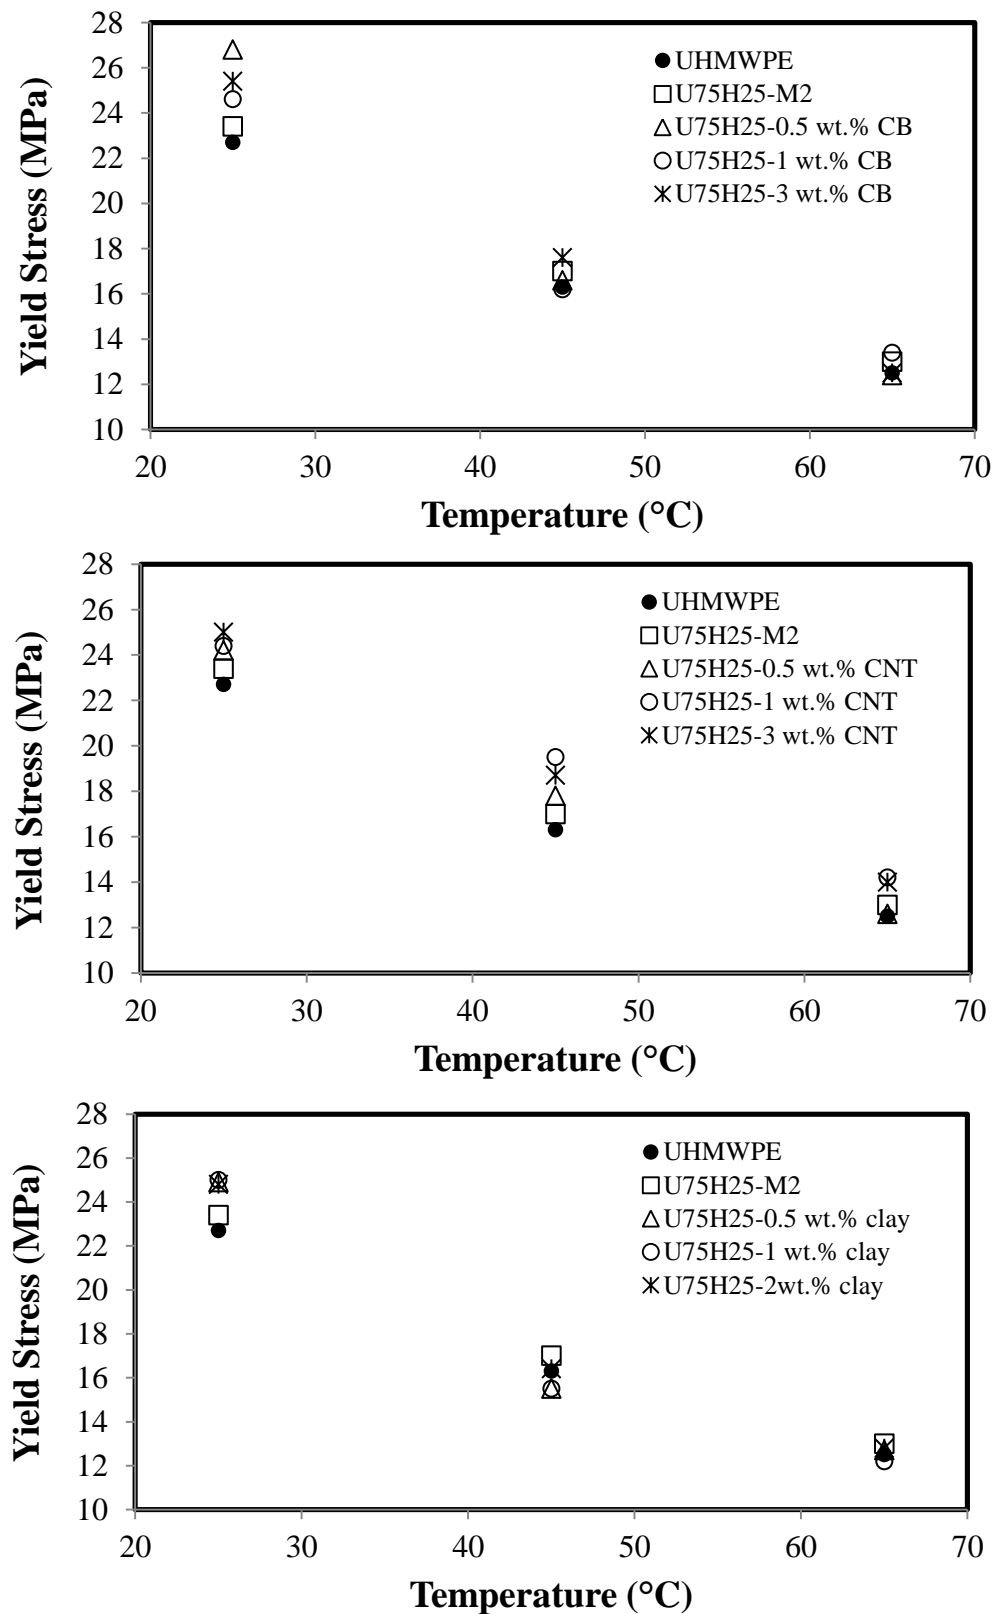 28
26
24
22
20
18
16
14
12
10
Yield Stress (MPa)
UHMWPE
U75H25-M2
U75H25-0.5 wt.% CB
U75H25-1 wt.% CB
U75H25-3 wt.% CB
20 30 40 50 60 70
Temperature (°C)
28
26
24
22
20
18
16
14
12
10
Yield Stress (MPa)
UHMWPE
U75H25-M2
U75H25-0.5 wt.% CNT
U75H25-1 wt.% CNT
U75H25-3 wt.% CNT
20 30 40 50 60 70
Temperature (°C)
28
26
24
22
20
18
16
14
12
10
Yield Stress (MPa)
UHMWPE
U75H25-M2
U75H25-0.5 wt.% clay
U75H25-1 wt.% clay
U75H25-2wt.% clay
20 30 40 50 60 70
Temperature (°C)